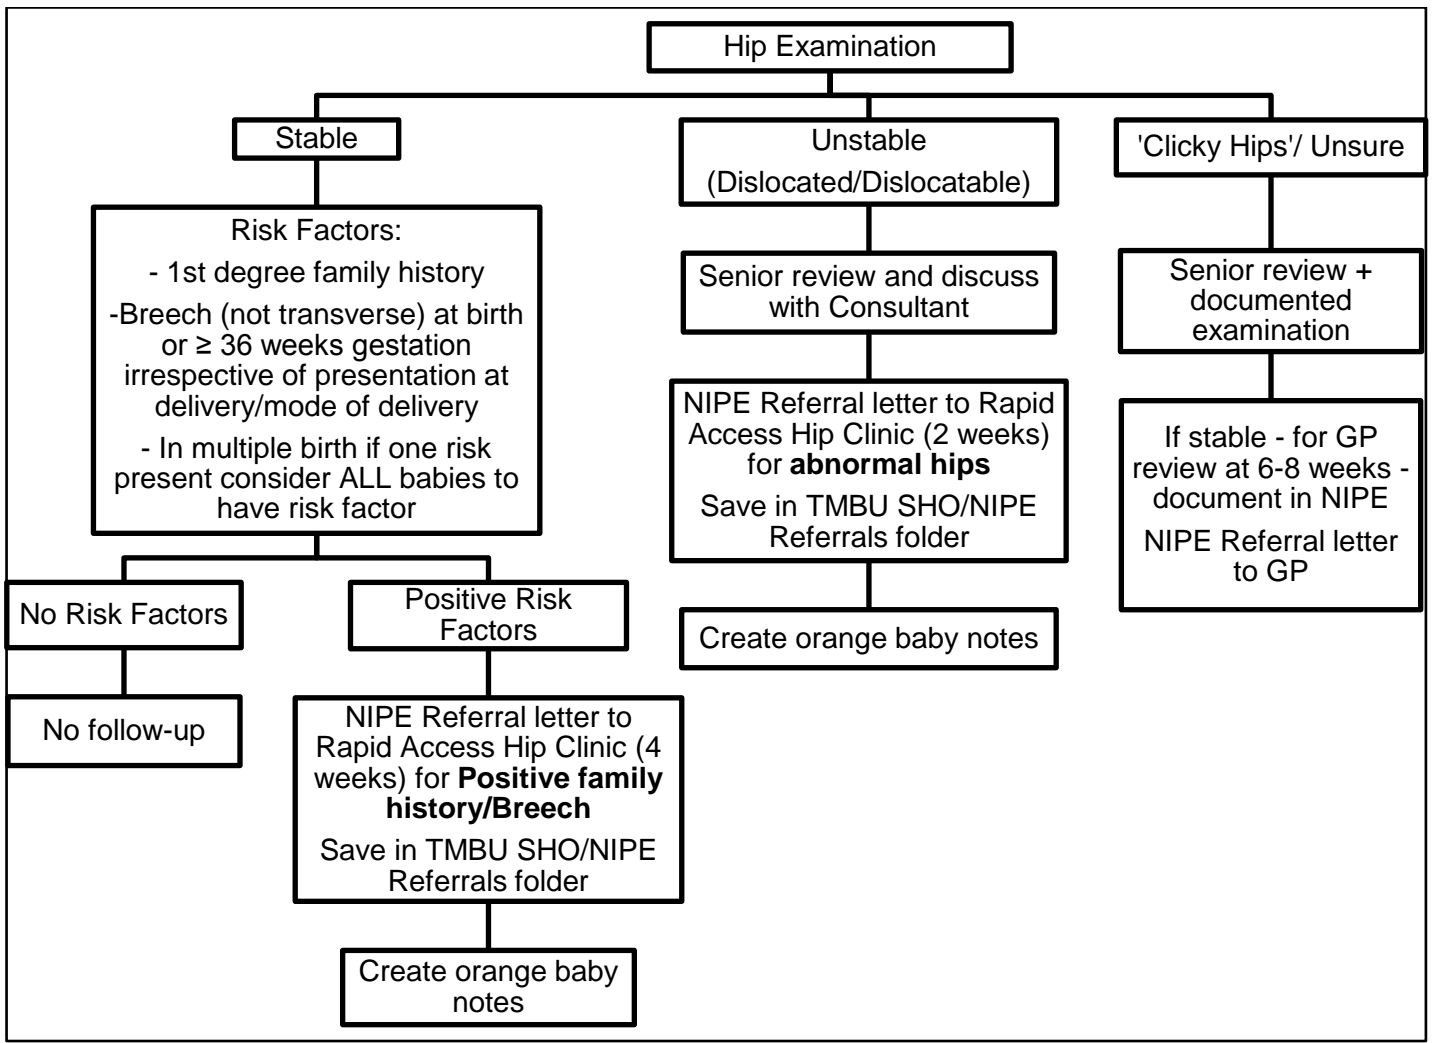 Hip Examination
Stable
Risk Factors:
- 1st degree family history
-Breech (not transverse) at birth
or ≥ 36 weeks gestation
irrespective of presentation at
delivery/mode of delivery
- In multiple birth if one risk
present consider ALL babies to
have risk factor
No Risk Factors
No follow-up
Positive Risk
Factors
NIPE Referral letter to
Rapid Access Hip Clinic (4
weeks) for Positive family
history/Breech
Save in TMBU SHO/NIPE
Referrals folder
Create orange baby
notes
Unstable
(Dislocated/Dislocatable)
Senior review and discuss
with Consultant
NIPE Referral letter to Rapid
Access Hip Clinic (2 weeks)
for abnormal hips
Save in TMBU SHO/NIPE
Referrals folder
Create orange baby notes
'Clicky Hips'/ Unsure
Senior review +
documented
examination
If stable - for GP
review at 6-8 weeks -
document in NIPE
NIPE Referral letter
to GP